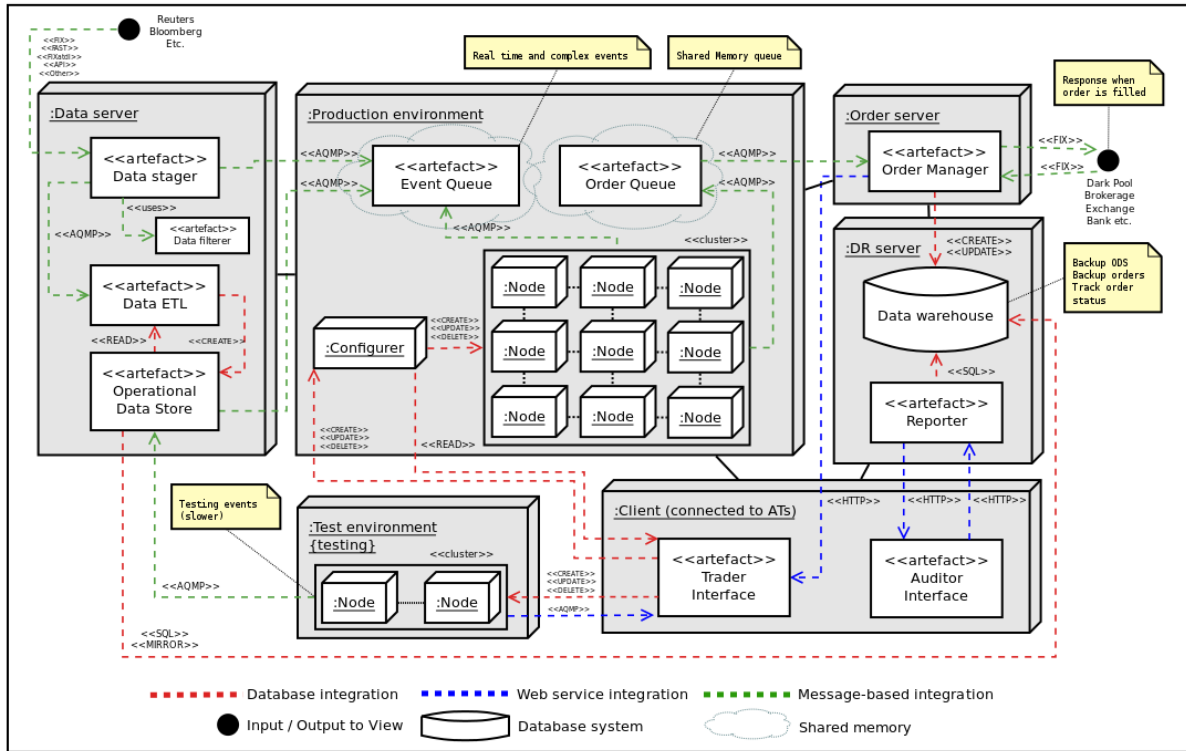 Reuters
Bloomberg
Etc.
<<FIX>>
<<FAST>>
<<FIXatdl>>
<<API>>
<<Other>>
Real time and complex events
Shared Memory queue
Response when
order is filled
:Data server
<<artefact>>
Data stager
<<uses>>
<<artefact>>
Data filterer
<<AQMP>>
<<artefact>>
Data ETL
<<READ>>
<<CREATE>>
<<artefact>>
Operational
Data Store
:Production environment
<<AQMP>>
<<artefact>>
Event Queue
<<artefact>>
Order Queue
<<AQMP>>
<<AQMP>>
<<AQMP>>
<<AQMP>>
<<cluster>>
:Node
:Node
:Node
:Node
:Node
:Node
:Node
:Node
:Node
:Configurer
<<CREATE>>
<<UPDATE>>
<<DELETE>>
<<CREATE>>
<<UPDATE>>
<<DELETE>>
<<READ>>
:Order server
<<artefact>>
Order Manager
<<FIX>>
<<FIX>>
Dark Pool
Brokerage
Exchange
Bank etc.
:DR server
<<CREATE>>
<<UPDATE>>
Data warehouse
Backup ODS
Backup orders
Track order
status
<<SQL>>
<<artefact>>
Reporter
<<HTTP>>
<<HTTP>>
<<HTTP>>
Testing events
(slower)
:Test environment
{testing}
<<cluster>>
:Node
:Node
<<AQMP>>
<<SQL>>
<<MIRROR>>
<<CREATE>>
<<UPDATE>>
<<DELETE>>
<<AQMP>>
:Client (connected to ATs)
<<artefact>>
Trader
Interface
<<artefact>>
Auditor
Interface
Database integration
Web service integration
Message-based integration
Input / Output to View
Database system
Shared memory